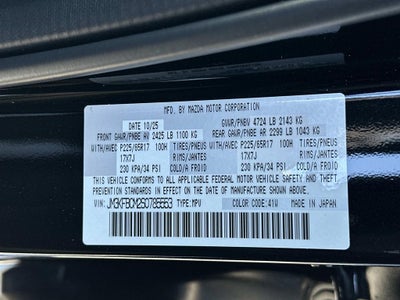 MFD. BY MAZDA MOTOR CORPORATION
DATE 10/25 GVWR/PNBV 4724 LB 2143 KG
FRONT GAWR/PNBE AV 2425 LB 1100 KG REAR GAWR/PNBE AR 2299 LB 1043 KG
WITH/AVEC P225/65R17 100H TIRES/PNEUS WITH/AVEC P225/65R17 100H TIRES/PNEUS
17X7J RIMS/JANTES 17X7J RIMS/JANTES
230 KPA/34 PSI COLD/A FROID 230 KPA/34 PSI COLD/A FROID
THIS VEHICLE CONFORMS TO ALL APPLICABLE FEDERAL MOTOR VEHICLE SAFETY AND THEFT
PREVENTION STANDARDS IN EFFECT ON THE DATE OF MANUFACTURE SHOWN ABOVE.
MADE IN JAPAN
VIN: TYPE:MPV COLOR CODE:41W